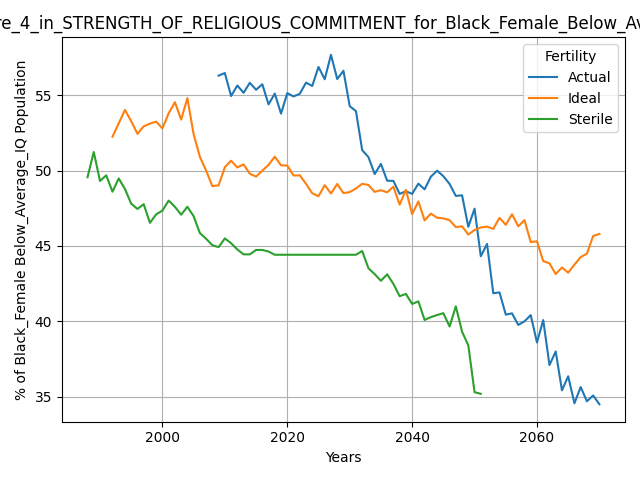 re_4_in_STRENGTH_OF_RELIGIOUS_COMMITMENT_for_Black_Female_Below_Av
% of Black_Female Below_Average_IQ Population
Fertility
Actual
Ideal
Sterile
55
50
45
40
35
2000 2020 2040 2060
Years